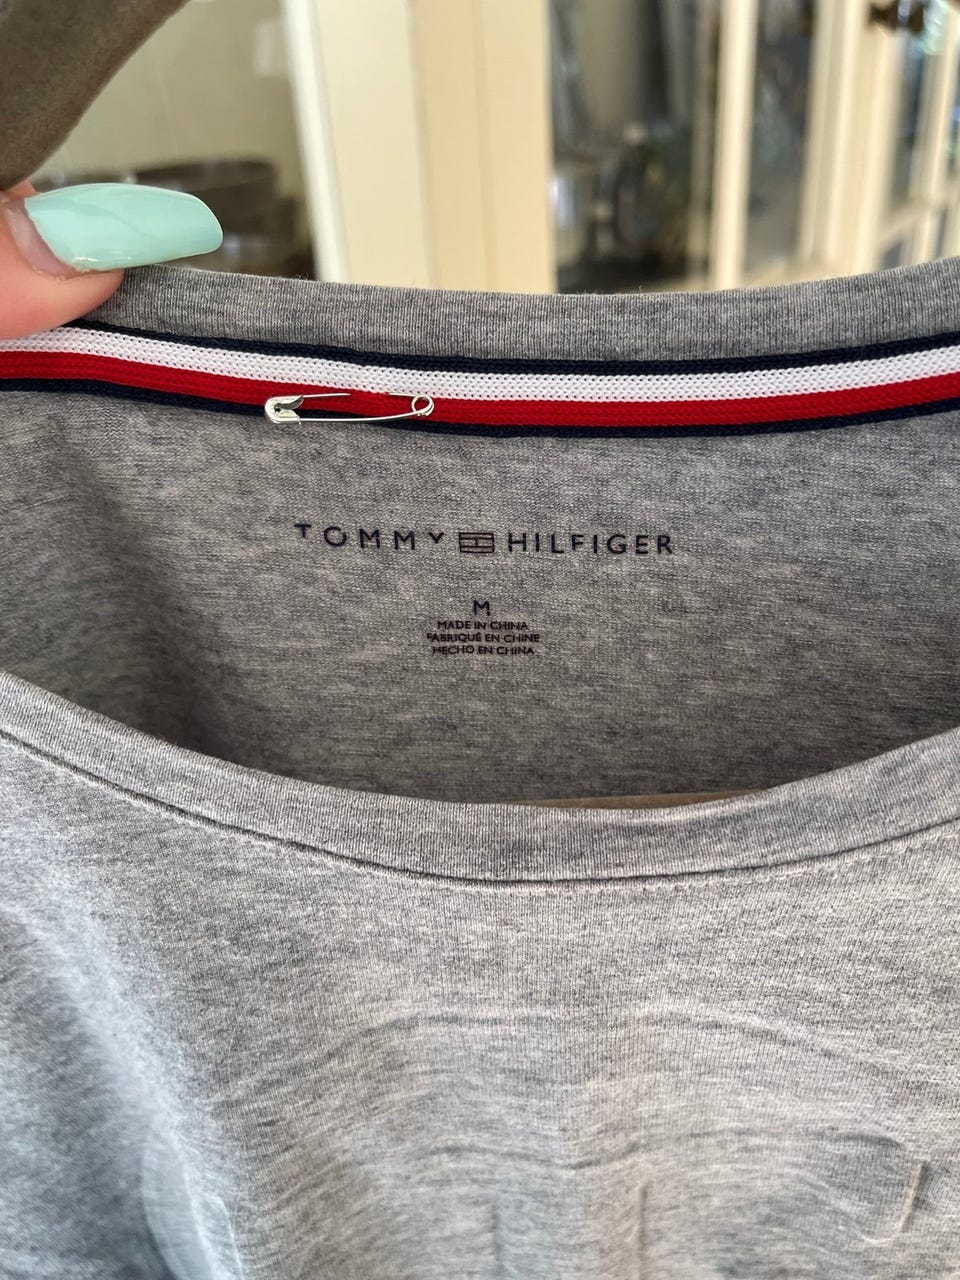 TOMMY HILFIGER
M
MADE IN CHINA
FABRIQUÉ EN CHINE
HECHO EN CHINA